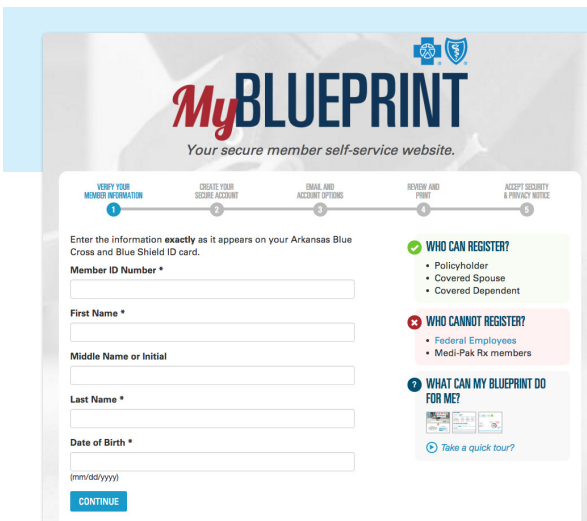 MyBLUEPRINT
Your secure member self-service website.
VERIFY YOUR
MEMBER INFORMATION
1
CREATE YOUR
SECURE ACCOUNT
2
EMAIL AND
ACCOUNT OPTIONS
3
REVIEW AND
PRINT
4
ACCEPT SECURITY
& PRIVACY NOTICE
5
Enter the information exactly as it appears on your Arkansas Blue
Cross and Blue Shield ID card.
Member ID Number *
First Name *
Middle Name or Initial
Last Name *
Date of Birth *
(mm/dd/yyyy)
CONTINUE
WHO CAN REGISTER?
• Policyholder
• Covered Spouse
• Covered Dependent
WHO CANNOT REGISTER?
• Federal Employees
• Medi-Pak Rx members
? WHAT CAN MY BLUEPRINT DO
FOR ME?
Take a quick tour?